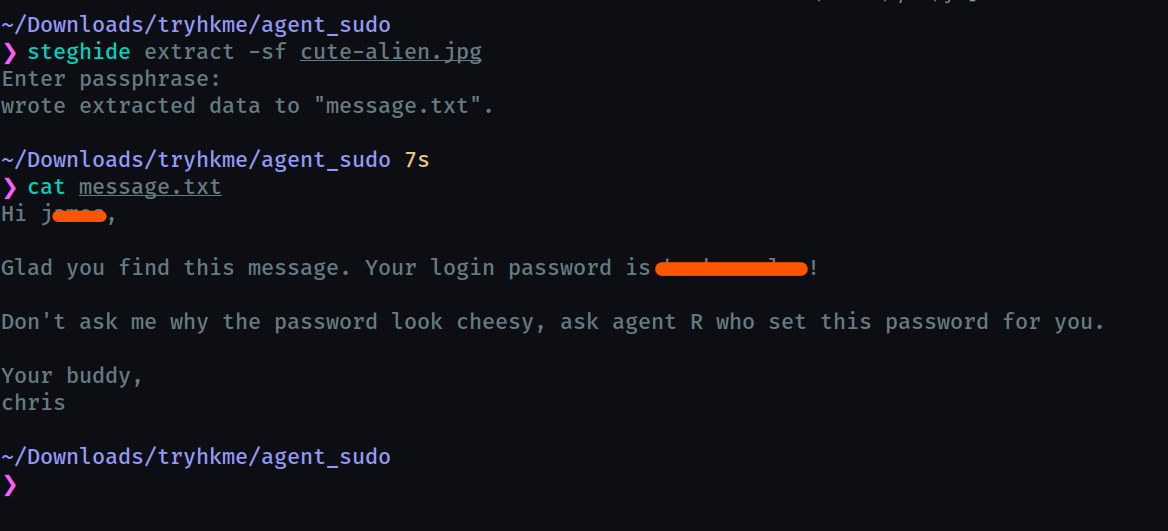 ~/Downloads/tryhkme/agent_sudo
❯ steghide extract -sf cute-alien.jpg
Enter passphrase:
wrote extracted data to "message.txt".
~/Downloads/tryhkme/agent_sudo 7s
❯ cat message.txt
Hi ,
Glad you find this message. Your login password is !
Don't ask me why the password look cheesy, ask agent R who set this password for you.
Your buddy,
chris
~/Downloads/tryhkme/agent_sudo
❯